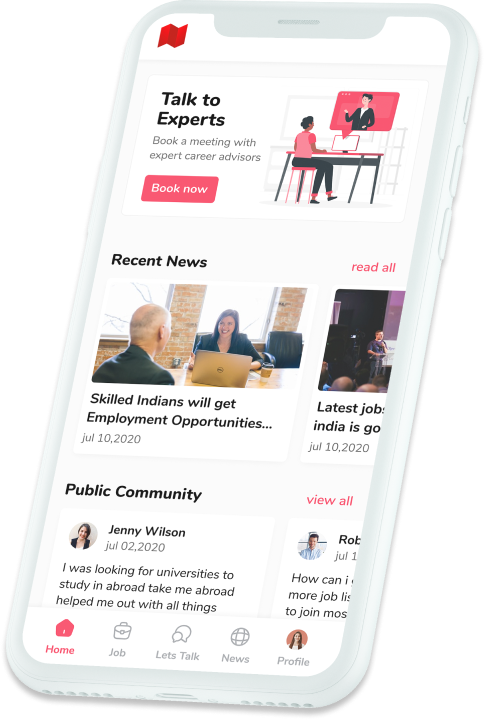 Talk to
Experts
Book a meeting with
expert career advisors
Book now
Recent News
read all
Skilled Indians will get
Employment Opportunities...
jul 10,2020
Latest jobs
india is go
jul 10,2020
Public Community
view all
Jenny Wilson
jul 02,2020
I was looking for universities to
study in abroad take me abroad
helped me out with all things
Rob
jul 1
How can i
more job lis
to join mos
Home
Job
Lets Talk
News
Profile